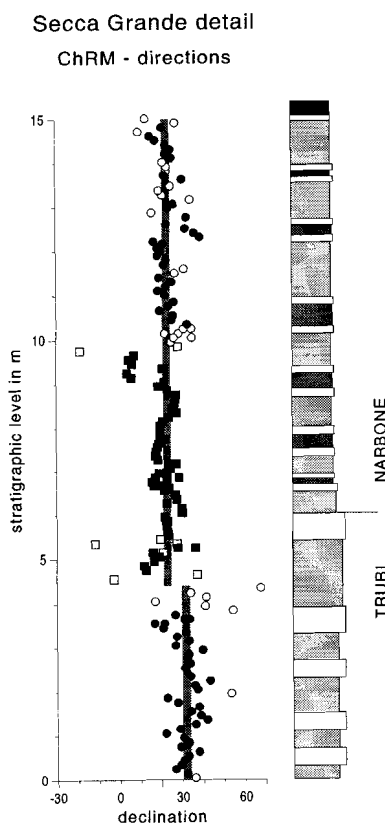 Secca Grande detail
ChRM - directions
15
10
5
0
stratigraphic level in m
-30
0
30
60
declination
NARBONE
TRUBI